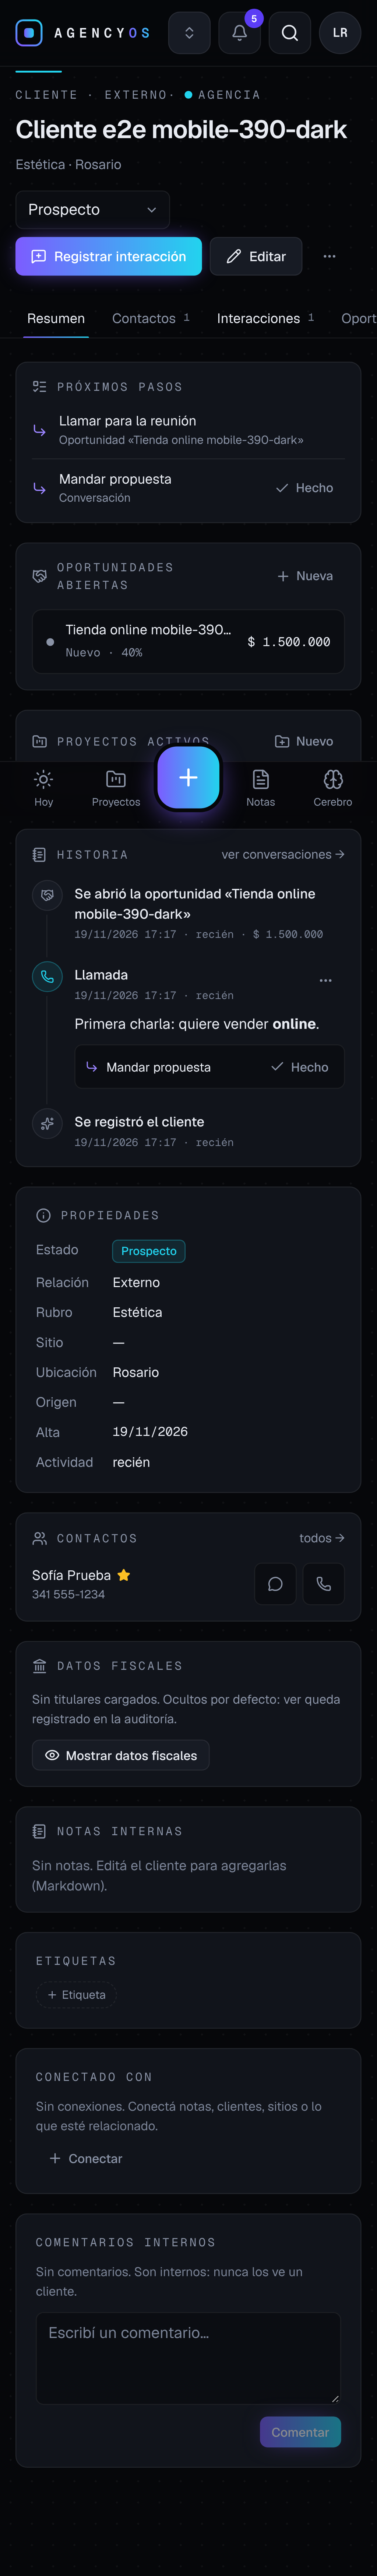 AGENCYOS
5
LR
CLIENTE · EXTERNO · AGENCIA
Cliente e2e mobile-390-dark
Estética · Rosario
Prospecto
Registrar interacción
Editar
Resumen
Contactos 1
Interacciones 1
Oport
PRÓXIMOS PASOS
Llamar para la reunión
Oportunidad «Tienda online mobile-390-dark»
Mandar propuesta
Conversación
Hecho
OPORTUNIDADES
ABIERTAS
Nueva
Tienda online mobile-390...
Nuevo · 40%
$ 1.500.000
PROYECTOS ACTIVOS
Nuevo
Hoy
Proyectos
Notas
Cerebro
HISTORIA
ver conversaciones →
Se abrió la oportunidad «Tienda online
mobile-390-dark»
19/11/2026 17:17 · recién · $ 1.500.000
Llamada
19/11/2026 17:17 · recién
Primera charla: quiere vender online.
Mandar propuesta
Hecho
Se registró el cliente
19/11/2026 17:17 · recién
PROPIEDADES
Estado Prospecto
Relación Externo
Rubro Estética
Sitio —
Ubicación Rosario
Origen —
Alta 19/11/2026
Actividad recién
CONTACTOS
todos →
Sofía Prueba
341 555-1234
DATOS FISCALES
Sin titulares cargados. Ocultos por defecto: ver queda
registrado en la auditoría.
Mostrar datos fiscales
NOTAS INTERNAS
Sin notas. Editá el cliente para agregarlas
(Markdown).
ETIQUETAS
+ Etiqueta
CONECTADO CON
Sin conexiones. Conectá notas, clientes, sitios o lo
que esté relacionado.
+ Conectar
COMENTARIOS INTERNOS
Sin comentarios. Son internos: nunca los ve un
cliente.
Escribí un comentario...
Comentar